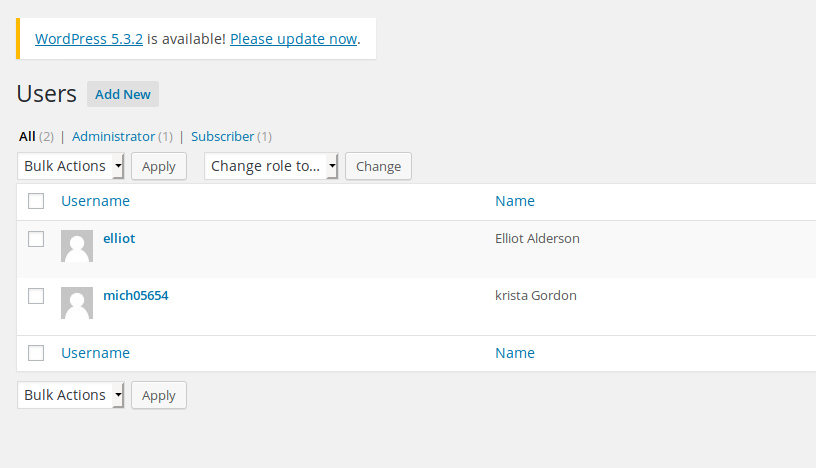 WordPress 5.3.2 is available! Please update now.
Users Add New
All (2) | Administrator (1) | Subscriber (1)
Bulk Actions Apply Change role to... Change
Username Name
elliot Elliot Alderson
mich05654 krista Gordon
Username Name
Bulk Actions Apply